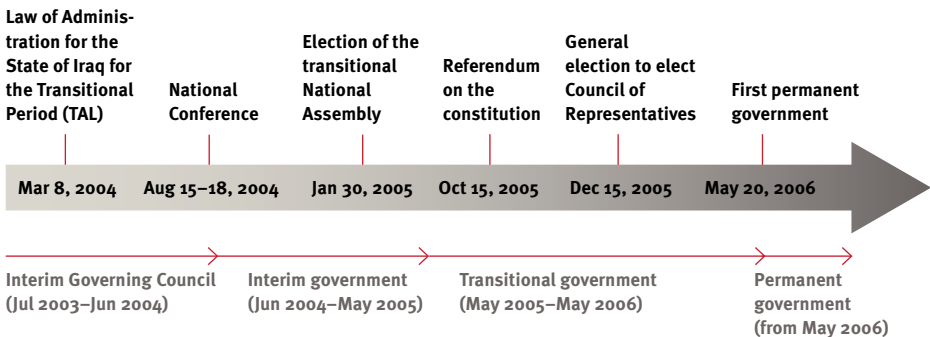 Law of Adminis-
tration for the
State of Iraq for
the Transitional
Period (TAL)
National
Conference
Election of the
transitional
National
Assembly
Referendum
on the
constitution
General
election to elect
Council of
Representatives
First permanent
government
Mar 8, 2004
Aug 15–18, 2004
Jan 30, 2005
Oct 15, 2005
Dec 15, 2005
May 20, 2006
Interim Governing Council
(Jul 2003–Jun 2004)
Interim government
(Jun 2004–May 2005)
Transitional government
(May 2005–May 2006)
Permanent
government
(from May 2006)